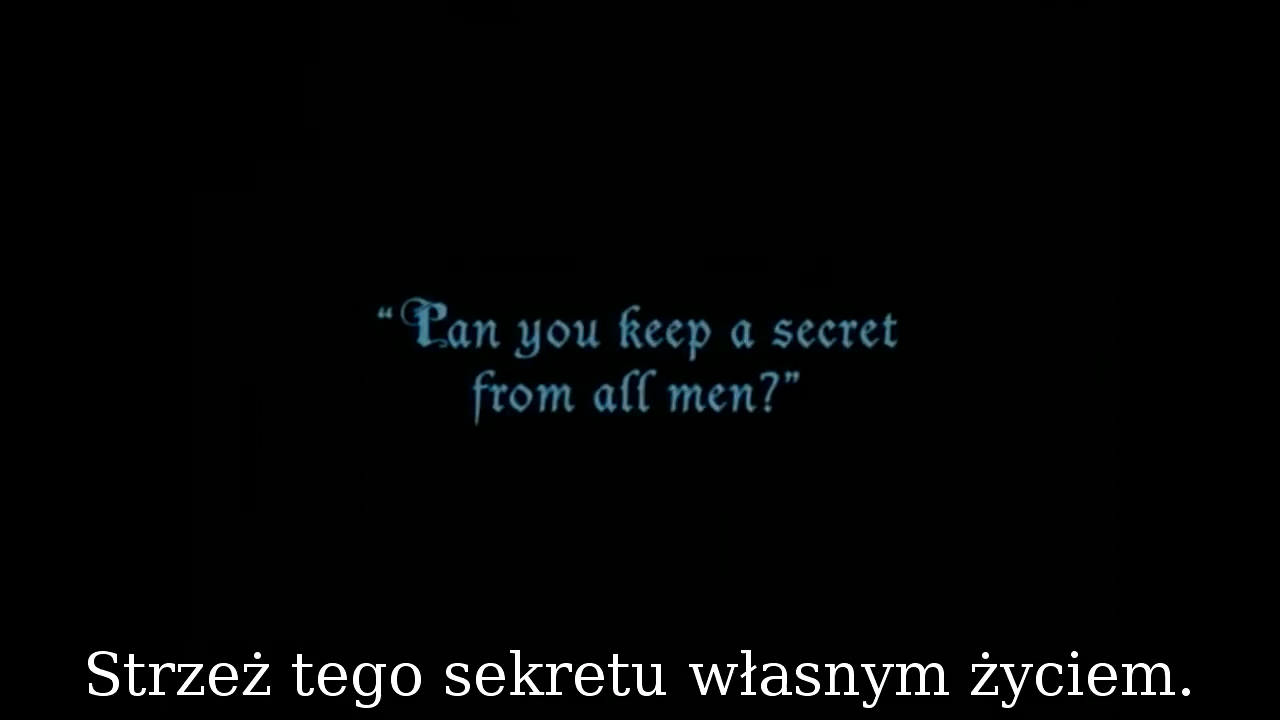 “Can you keep a secret
from all men?”
Strzeż tego sekretu własnym życiem.